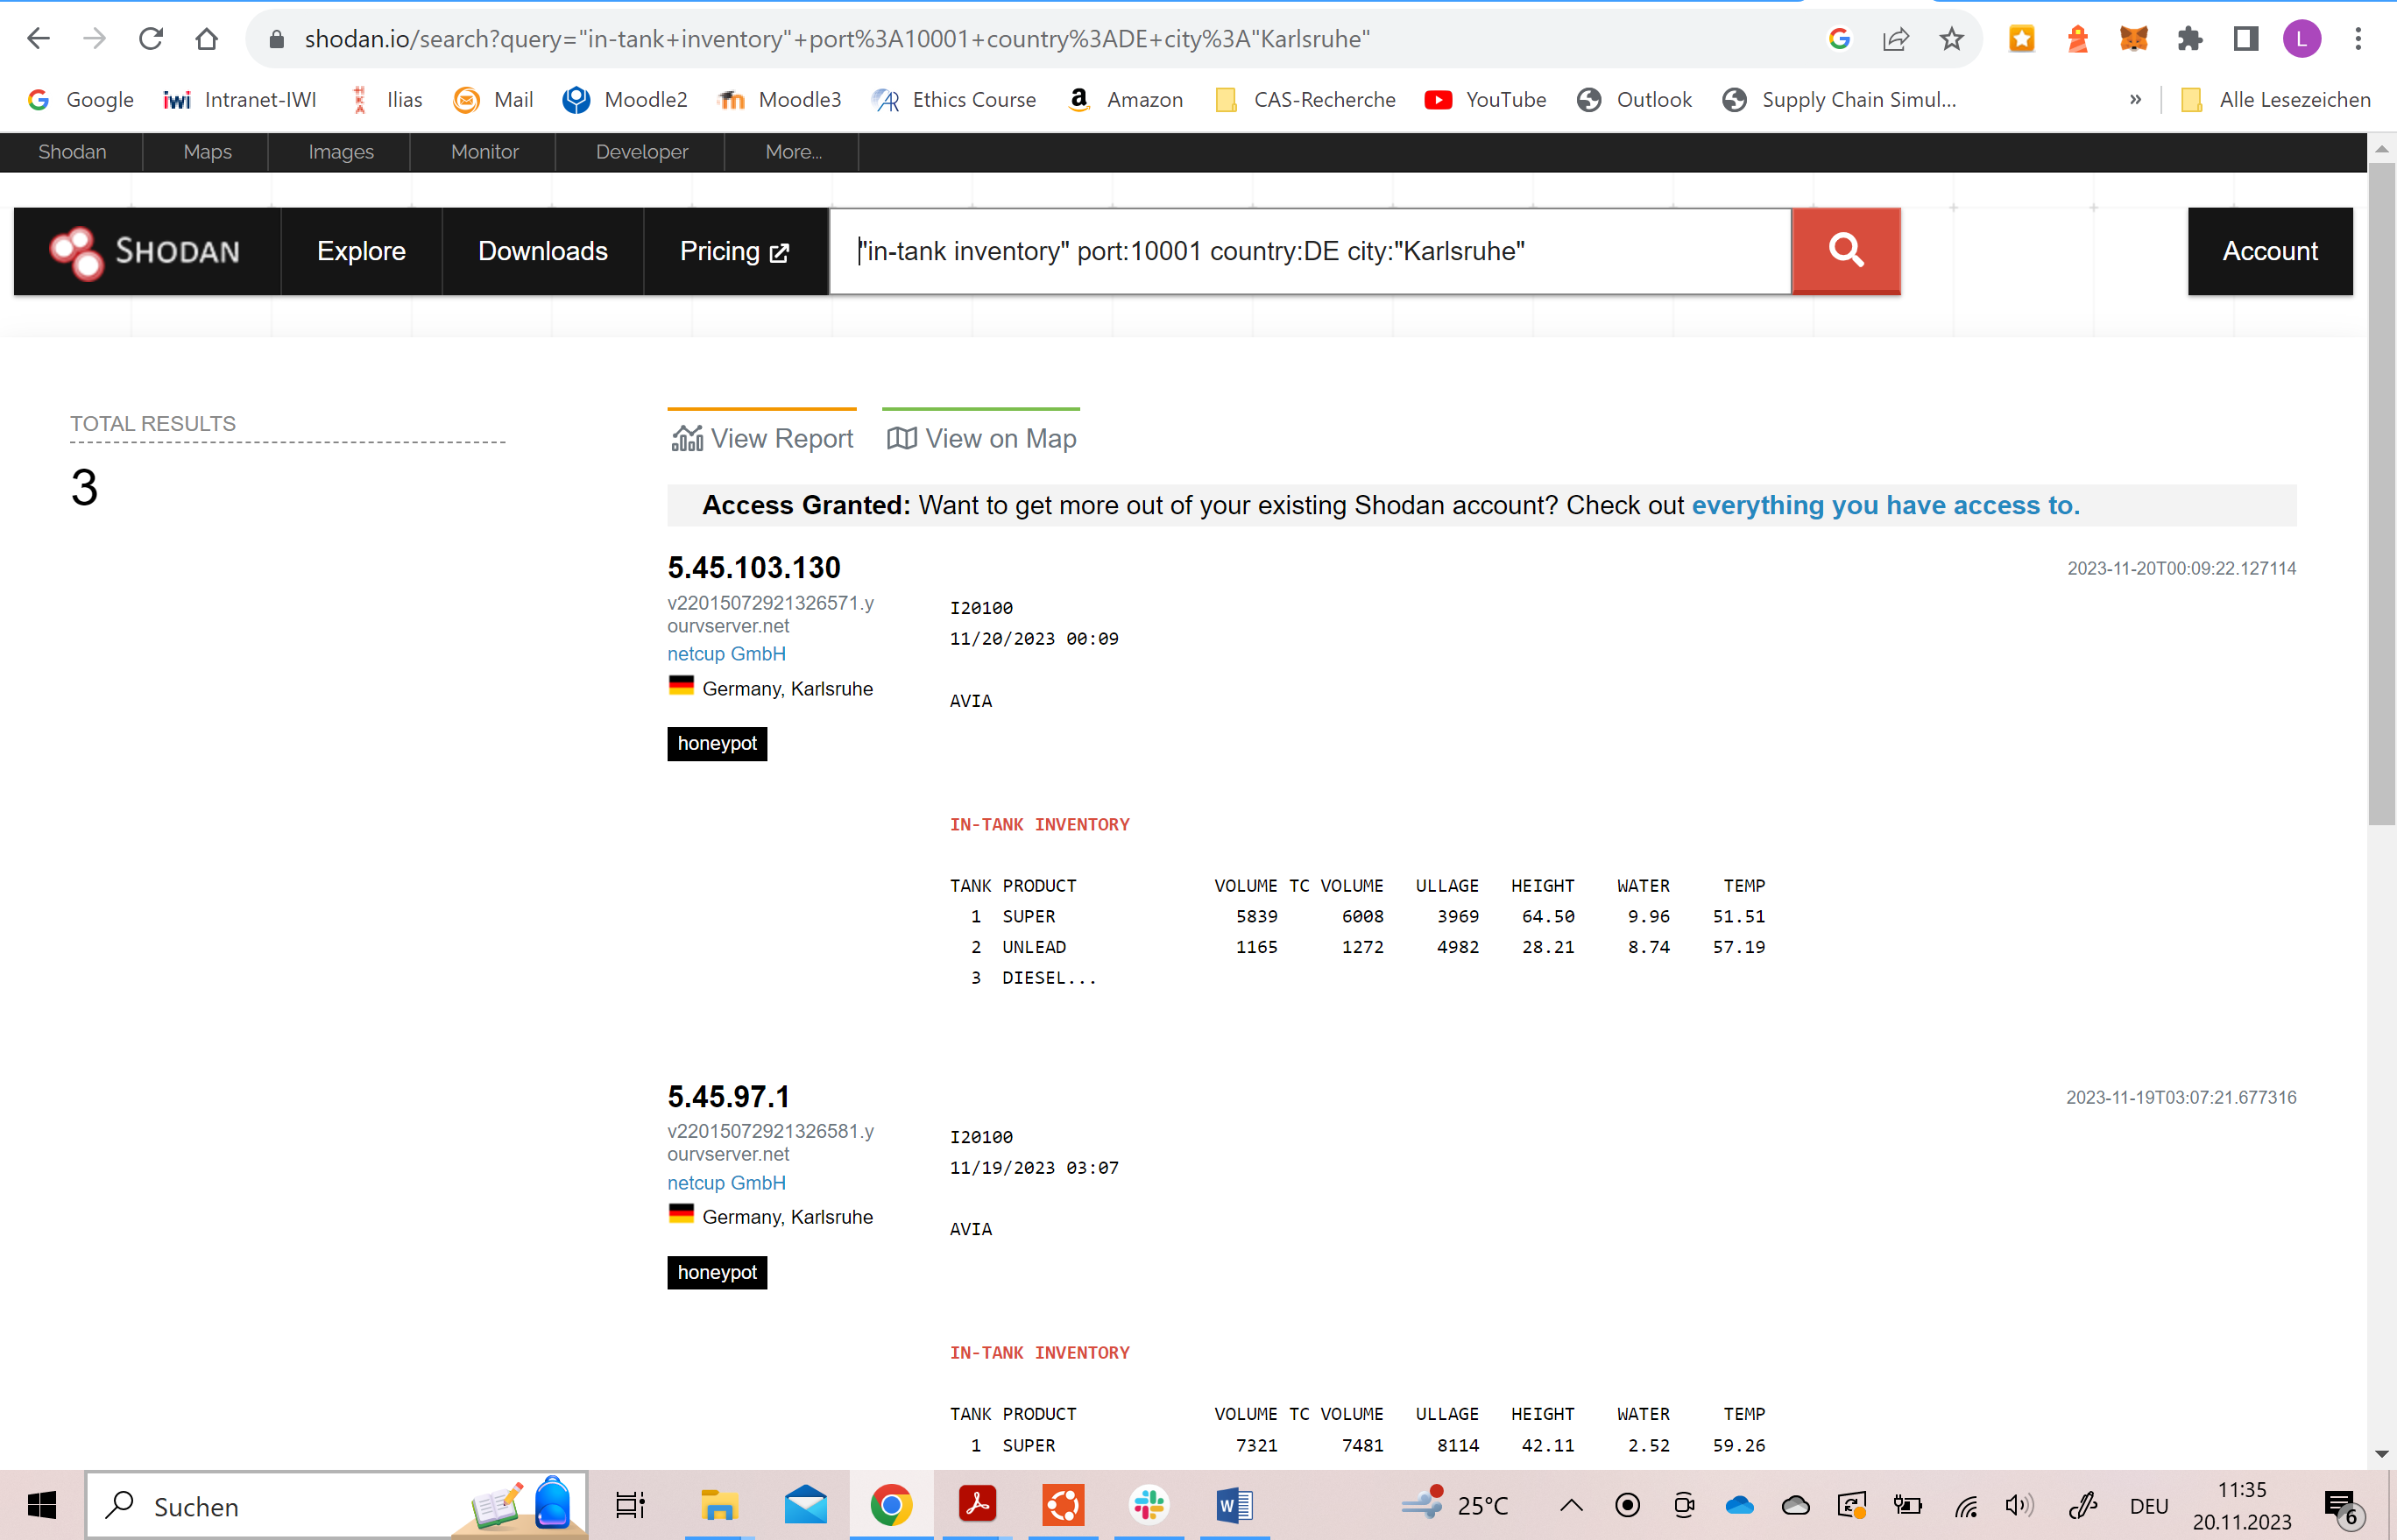 shodan.io/search?query="in-tank+inventory"+port%3A10001+country%3ADE+city%3A"Karlsruhe"
L
Google
iwi Intranet-IWI
HKA Ilias
Mail
Moodle2
Moodle3
Ethics Course
Amazon
CAS-Recherche
YouTube
Outlook
Supply Chain Simul...
»
Alle Lesezeichen
Shodan Maps Images Monitor Developer More...
SHODAN Explore Downloads Pricing "in-tank inventory" port:10001 country:DE city:"Karlsruhe" Account
TOTAL RESULTS
3
View Report View on Map
Access Granted: Want to get more out of your existing Shodan account? Check out everything you have access to.
5.45.103.130
2023-11-20T00:09:22.127114
v22015072921326571.y
ourvserver.net
netcup GmbH
Germany, Karlsruhe
honeypot
I20100
11/20/2023 00:09
AVIA
IN-TANK INVENTORY
TANK PRODUCT VOLUME TC VOLUME ULLAGE HEIGHT WATER TEMP
1 SUPER 5839 6008 3969 64.50 9.96 51.51
2 UNLEAD 1165 1272 4982 28.21 8.74 57.19
3 DIESEL...
5.45.97.1
2023-11-19T03:07:21.677316
v22015072921326581.y
ourvserver.net
netcup GmbH
Germany, Karlsruhe
honeypot
I20100
11/19/2023 03:07
AVIA
IN-TANK INVENTORY
TANK PRODUCT VOLUME TC VOLUME ULLAGE HEIGHT WATER TEMP
1 SUPER 7321 7481 8114 42.11 2.52 59.26
Suchen
25°C
DEU
11:35
20.11.2023
6